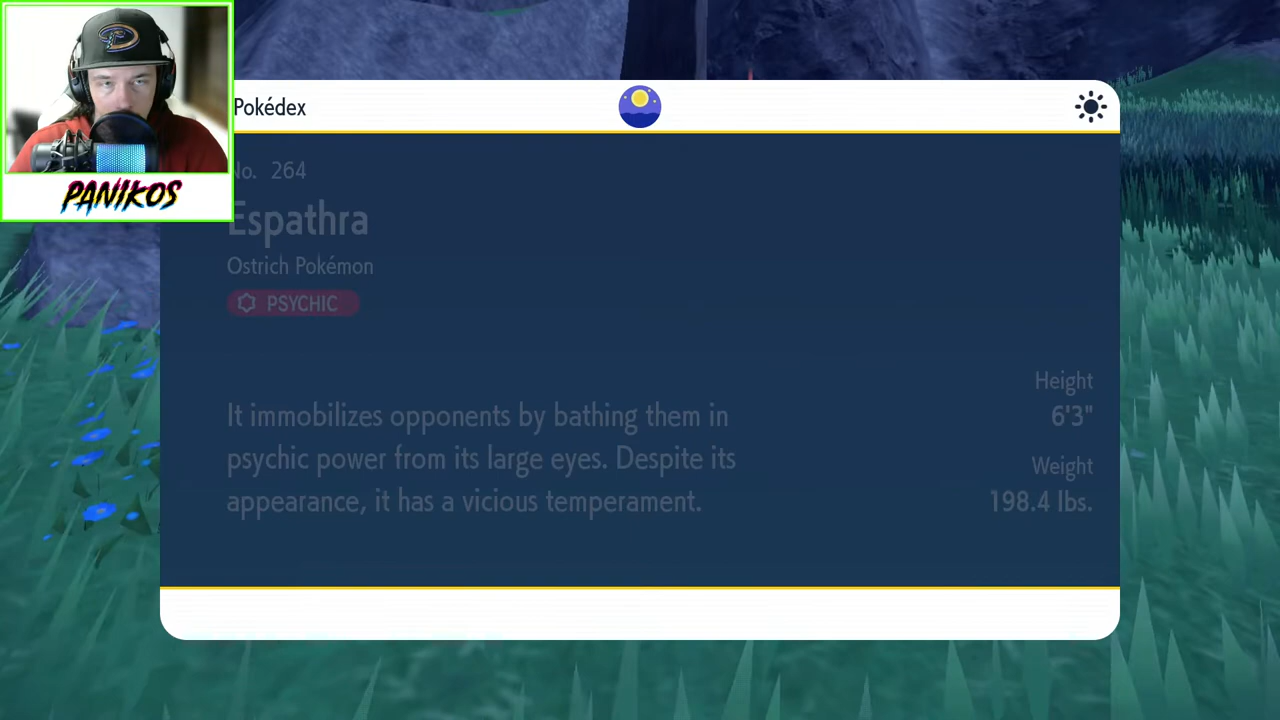 PANIKOS
Pokédex
No. 264
Espathra
Ostrich Pokémon
PSYCHIC
It immobilizes opponents by bathing them in
psychic power from its large eyes. Despite its
appearance, it has a vicious temperament.
Height
6'3"
Weight
198.4 lbs.